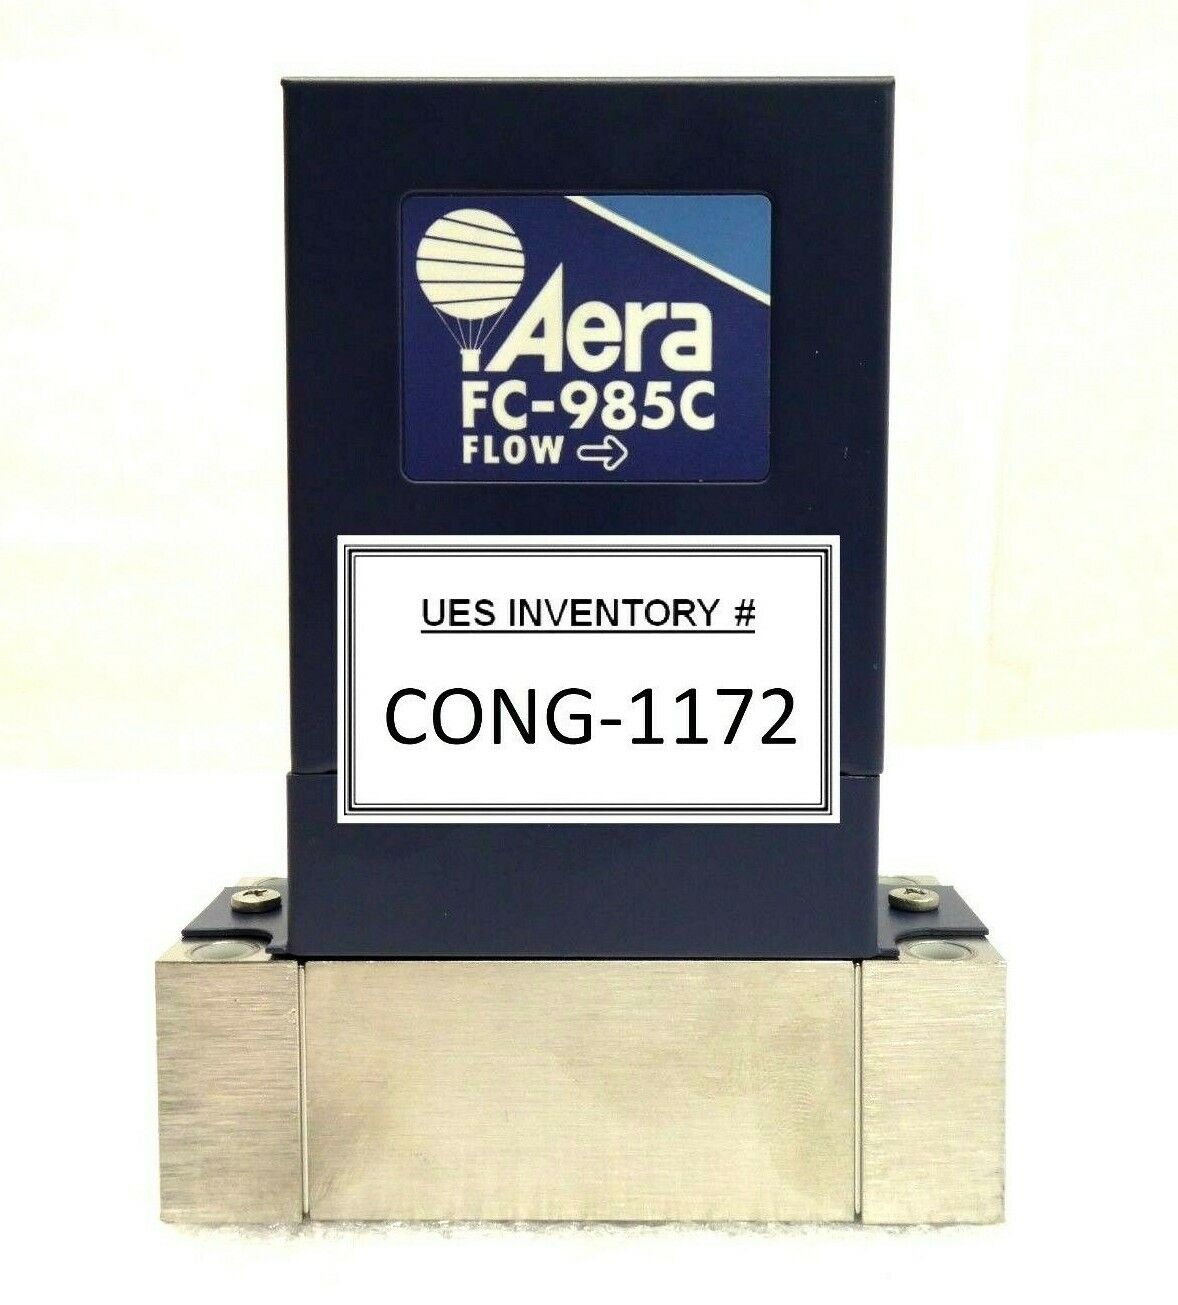 Aera
FC-985C
FLOW
UES INVENTORY #
CONG-1172